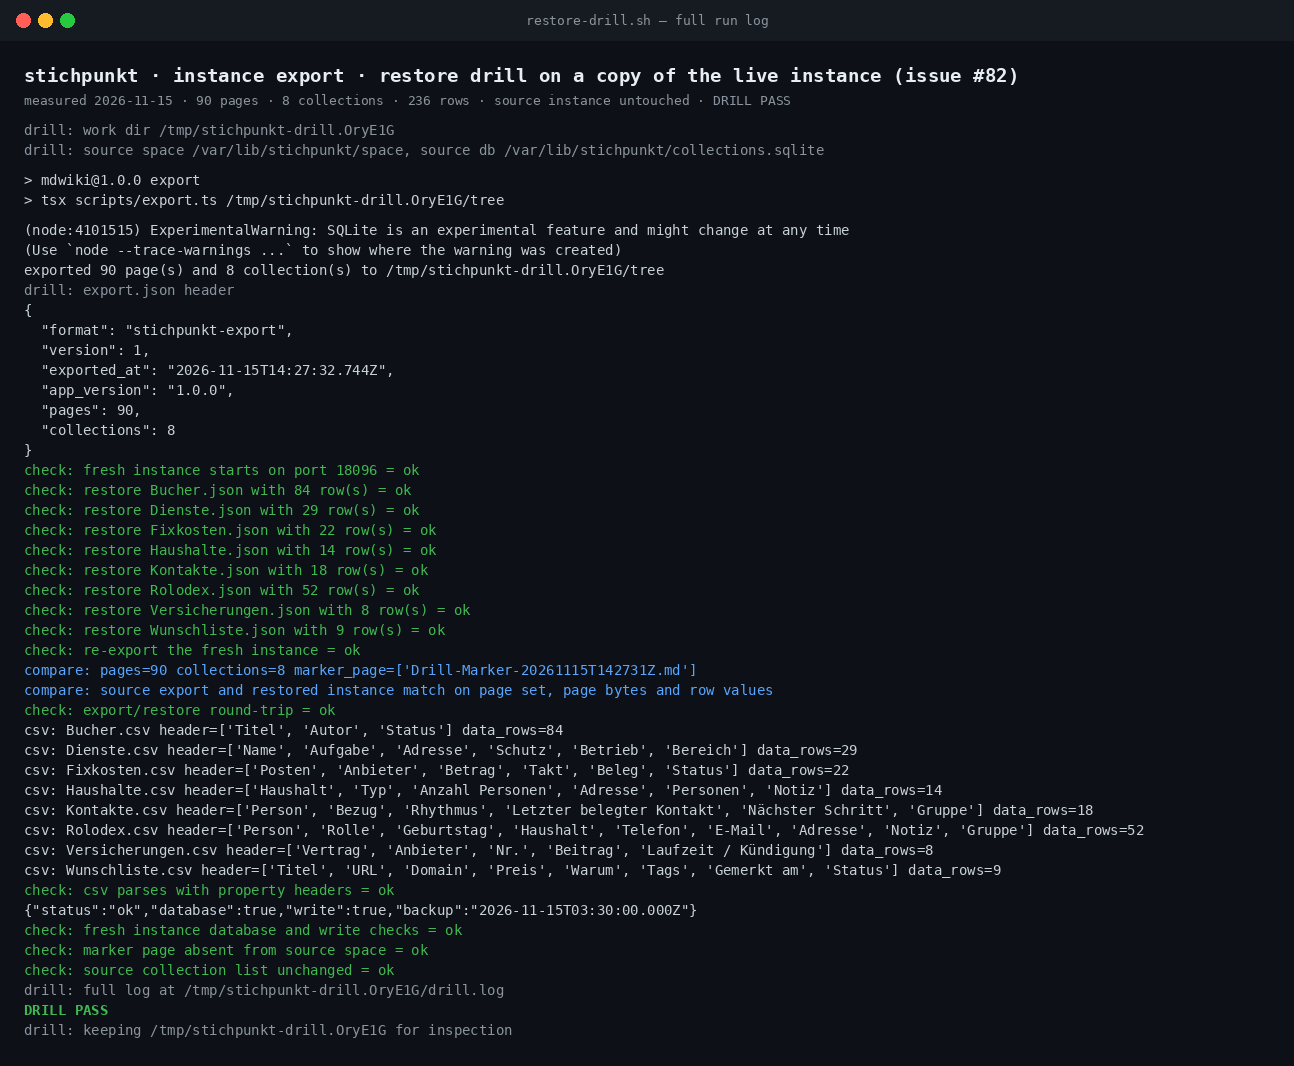 restore-drill.sh — full run log
stichpunkt · instance export · restore drill on a copy of the live instance (issue #82)
measured 2026-11-15 · 90 pages · 8 collections · 236 rows · source instance untouched · DRILL PASS
drill: work dir /tmp/stichpunkt-drill.OryE1G
drill: source space /var/lib/stichpunkt/space, source db /var/lib/stichpunkt/collections.sqlite
> mdwiki@1.0.0 export
> tsx scripts/export.ts /tmp/stichpunkt-drill.OryE1G/tree
(node:4101515) ExperimentalWarning: SQLite is an experimental feature and might change at any time
(Use `node --trace-warnings ...` to show where the warning was created)
exported 90 page(s) and 8 collection(s) to /tmp/stichpunkt-drill.OryE1G/tree
drill: export.json header
{
  "format": "stichpunkt-export",
  "version": 1,
  "exported_at": "2026-11-15T14:27:32.744Z",
  "app_version": "1.0.0",
  "pages": 90,
  "collections": 8
}
check: fresh instance starts on port 18096 = ok
check: restore Bucher.json with 84 row(s) = ok
check: restore Dienste.json with 29 row(s) = ok
check: restore Fixkosten.json with 22 row(s) = ok
check: restore Haushalte.json with 14 row(s) = ok
check: restore Kontakte.json with 18 row(s) = ok
check: restore Rolodex.json with 52 row(s) = ok
check: restore Versicherungen.json with 8 row(s) = ok
check: restore Wunschliste.json with 9 row(s) = ok
check: re-export the fresh instance = ok
compare: pages=90 collections=8 marker_page=['Drill-Marker-20261115T142731Z.md']
compare: source export and restored instance match on page set, page bytes and row values
check: export/restore round-trip = ok
csv: Bucher.csv header=['Titel', 'Autor', 'Status'] data_rows=84
csv: Dienste.csv header=['Name', 'Aufgabe', 'Adresse', 'Schutz', 'Betrieb', 'Bereich'] data_rows=29
csv: Fixkosten.csv header=['Posten', 'Anbieter', 'Betrag', 'Takt', 'Beleg', 'Status'] data_rows=22
csv: Haushalte.csv header=['Haushalt', 'Typ', 'Anzahl Personen', 'Adresse', 'Personen', 'Notiz'] data_rows=14
csv: Kontakte.csv header=['Person', 'Bezug', 'Rhythmus', 'Letzter belegter Kontakt', 'Nächster Schritt', 'Gruppe'] data_rows=18
csv: Rolodex.csv header=['Person', 'Rolle', 'Geburtstag', 'Haushalt', 'Telefon', 'E-Mail', 'Adresse', 'Notiz', 'Gruppe'] data_rows=52
csv: Versicherungen.csv header=['Vertrag', 'Anbieter', 'Nr.', 'Beitrag', 'Laufzeit / Kündigung'] data_rows=8
csv: Wunschliste.csv header=['Titel', 'URL', 'Domain', 'Preis', 'Warum', 'Tags', 'Gemerkt am', 'Status'] data_rows=9
check: csv parses with property headers = ok
{"status":"ok","database":true,"write":true,"backup":"2026-11-15T03:30:00.000Z"}
check: fresh instance database and write checks = ok
check: marker page absent from source space = ok
check: source collection list unchanged = ok
drill: full log at /tmp/stichpunkt-drill.OryE1G/drill.log
DRILL PASS
drill: keeping /tmp/stichpunkt-drill.OryE1G for inspection